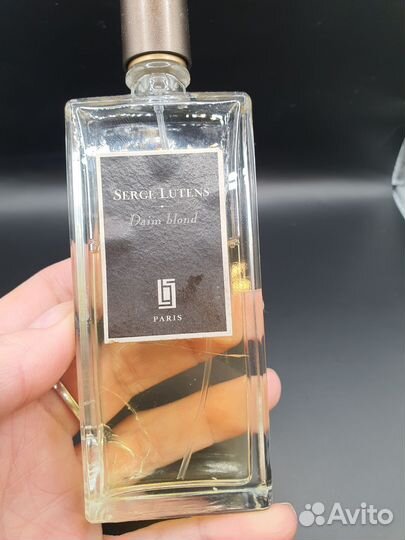 SERGE LUTENS
Daim blond
PARIS
Avito